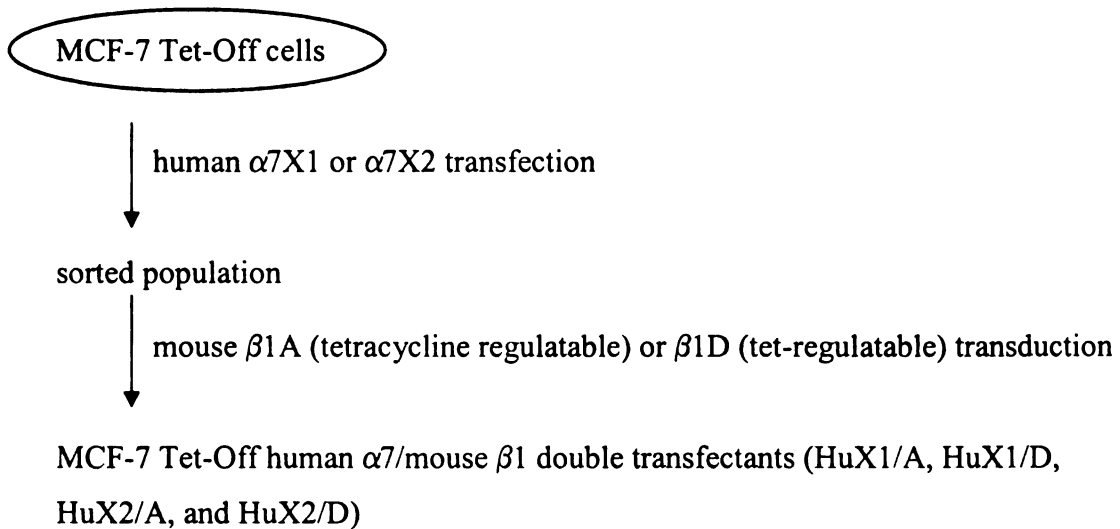 MCF-7 Tet-Off cells
human α7X1 or α7X2 transfection
sorted population
mouse β1A (tetracycline regulatable) or β1D (tet-regulatable) transduction
MCF-7 Tet-Off human α7/mouse β1 double transfectants (HuX1/A, HuX1/D,
HuX2/A, and HuX2/D)